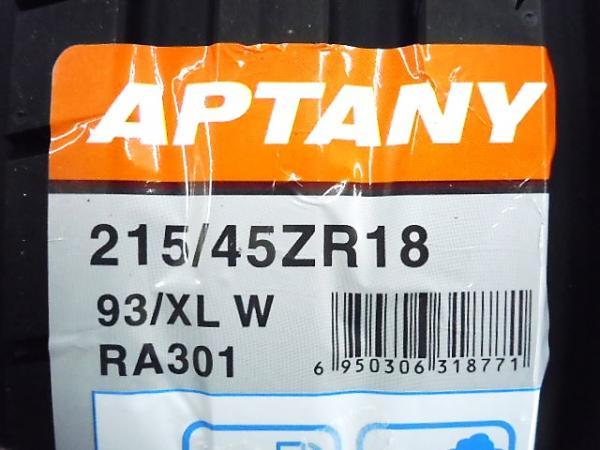 APTANY
215/45ZR18
93/XL W
RA301
6 950306 318771